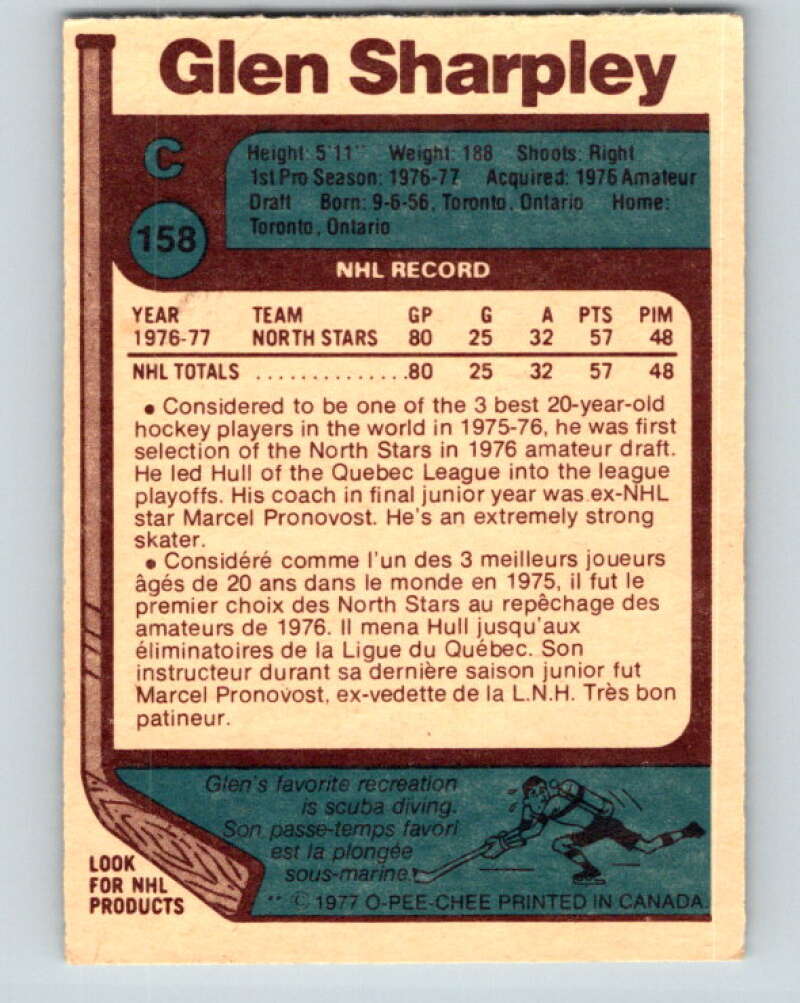 Glen Sharpley
C
Height: 5'11" Weight: 188 Shoots: Right
1st Pro Season: 1976-77 Acquired: 1976 Amateur
Draft Born: 9-6-56, Toronto, Ontario Home:
Toronto, Ontario
158
NHL RECORD
YEAR TEAM GP G A PTS PIM
1976-77 NORTH STARS 80 25 32 57 48
NHL TOTALS ...............80 25 32 57 48
• Considered to be one of the 3 best 20-year-old
hockey players in the world in 1975-76, he was first
selection of the North Stars in 1976 amateur draft.
He led Hull of the Quebec League into the league
playoffs. His coach in final junior year was ex-NHL
star Marcel Pronovost. He's an extremely strong
skater.
• Considéré comme l'un des 3 meilleurs joueurs
âgés de 20 ans dans le monde en 1975, il fut le
premier choix des North Stars au repêchage des
amateurs de 1976. Il mena Hull jusqu'aux
éliminatoires de la Ligue du Québec. Son
instructeur durant sa dernière saison junior fut
Marcel Pronovost, ex-vedette de la L.N.H. Très bon
patineur.
Glen's favorite recreation
is scuba diving.
Son passe-temps favori
est la plongée
sous-marine.
LOOK
FOR NHL
PRODUCTS
** © 1977 O-PEE-CHEE PRINTED IN CANADA.